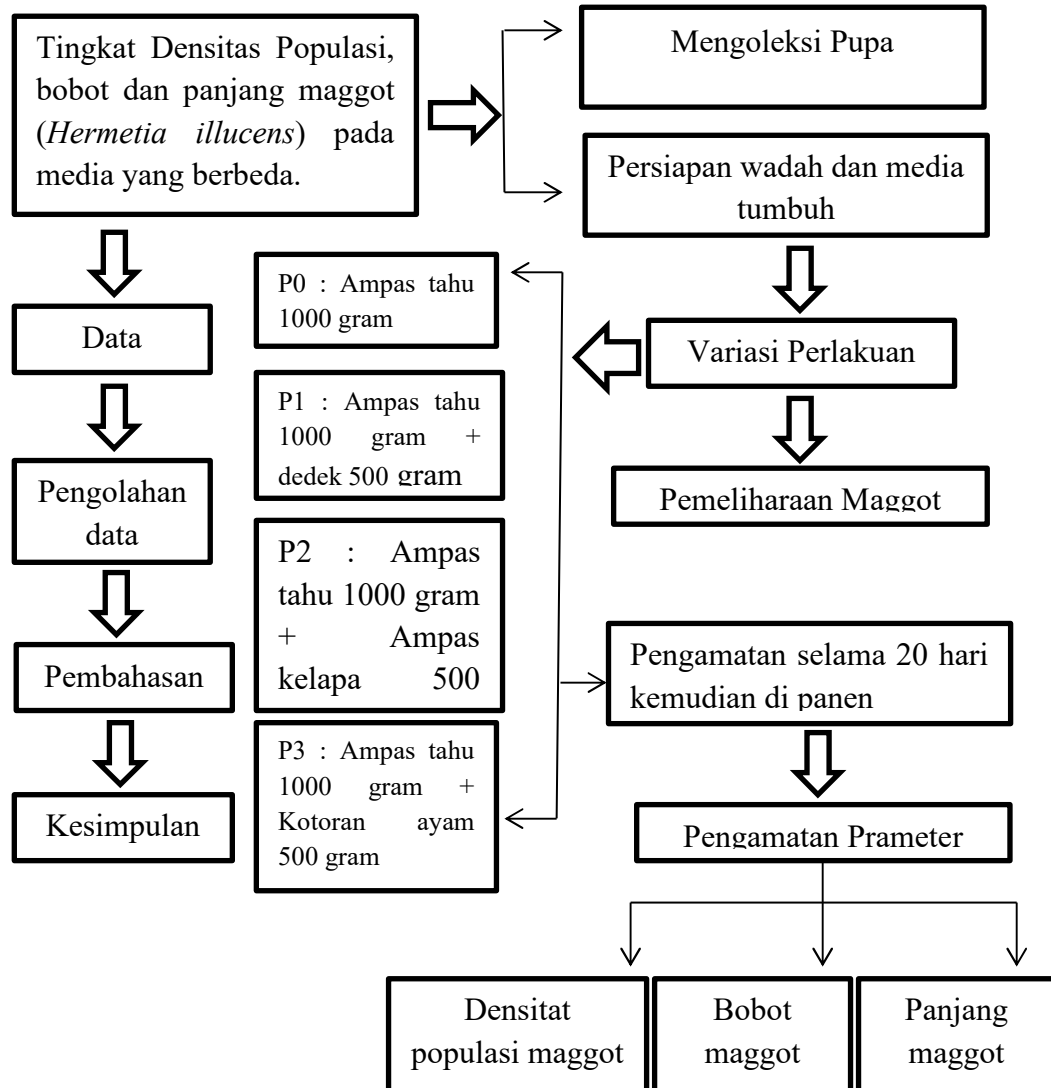 Tingkat Densitas Populasi,
bobot dan panjang maggot
(Hermetia illucens) pada
media yang berbeda.
Mengoleksi Pupa
Persiapan wadah dan media
tumbuh
Variasi Perlakuan
Pemeliharaan Maggot
P0 : Ampas tahu
1000 gram
P1 : Ampas tahu
1000 gram +
dedek 500 gram
P2 : Ampas
tahu 1000 gram
+ Ampas
kelapa 500
P3 : Ampas tahu
1000 gram +
Kotoran ayam
500 gram
Pengamatan selama 20 hari
kemudian di panen
Pengamatan Prameter
Densitat
populasi maggot
Bobot
maggot
Panjang
maggot
Data
Pengolahan
data
Pembahasan
Kesimpulan